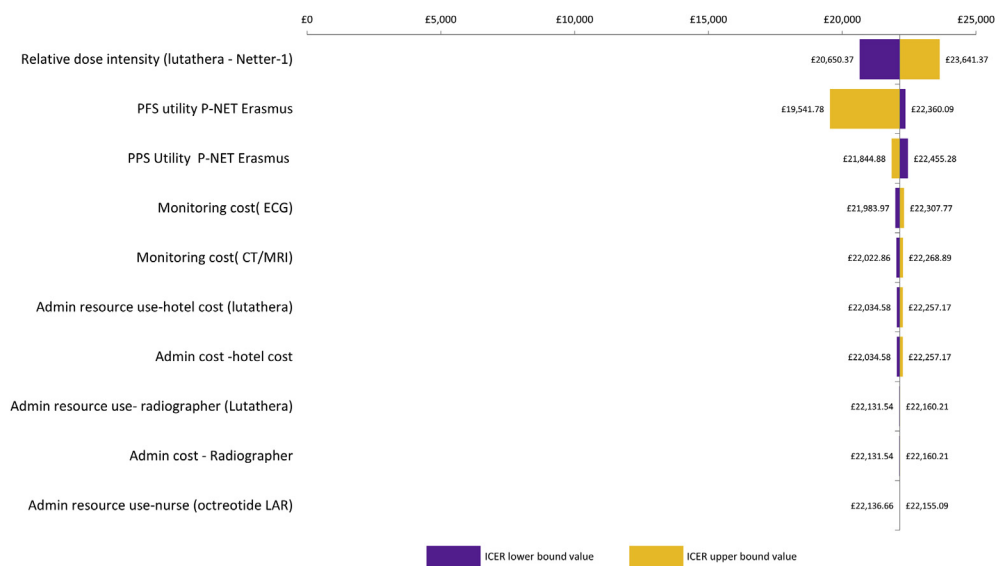 £0 £5,000 £10,000 £15,000 £20,000 £25,000
Relative dose intensity (lutathera - Netter-1) £20,650.37 £23,641.37
PFS utility P-NET Erasmus £19,541.78 £22,360.09
PPS Utility P-NET Erasmus £21,844.88 £22,455.28
Monitoring cost( ECG) £21,983.97 £22,307.77
Monitoring cost( CT/MRI) £22,022.86 £22,268.89
Admin resource use-hotel cost (lutathera) £22,034.58 £22,257.17
Admin cost -hotel cost £22,034.58 £22,257.17
Admin resource use- radiographer (Lutathera) £22,131.54 £22,160.21
Admin cost - Radiographer £22,131.54 £22,160.21
Admin resource use-nurse (octreotide LAR) £22,136.66 £22,155.09
ICER lower bound value ICER upper bound value